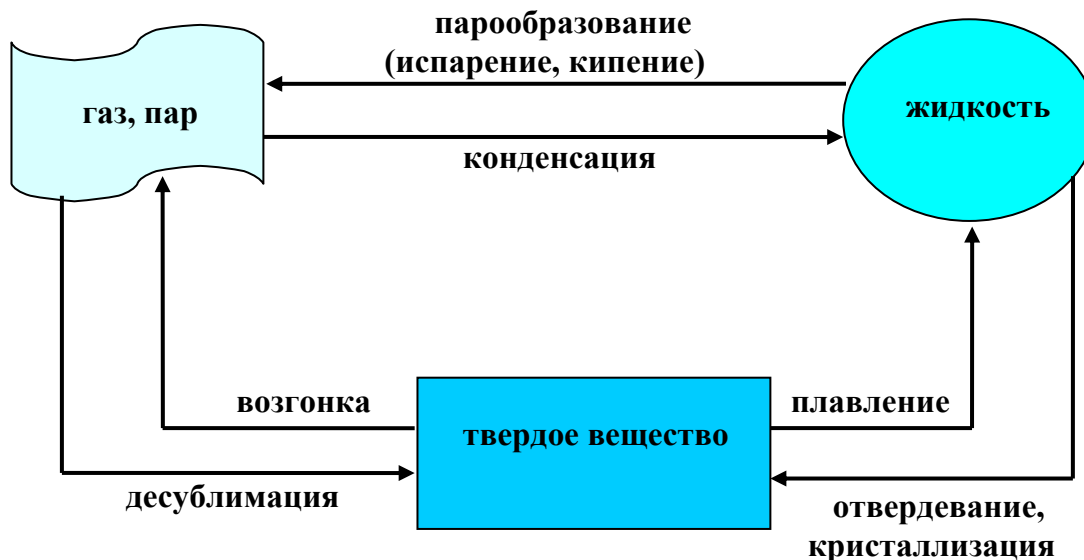 парообразование
(испарение, кипение)
газ, пар
жидкость
конденсация
возгонка
плавление
твердое вещество
десублимация
отвердевание,
кристаллизация